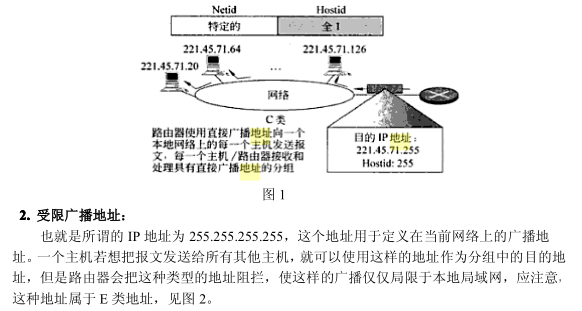 Netid Hostid
特定的 全1
221.45.71.64 221.45.71.126
221.45.71.20 ...
网络
C类
路由器使用直接广播地址向一个
本地网络上的每一个主机发送报
文，每一个主机/路由器接收和
处理具有直接广播地址的分组
目的IP地址：
221.45.71.255
Hostid: 255
图 1
2. 受限广播地址：
也就是所谓的 IP 地址为 255.255.255.255，这个地址用于定义在当前网络上的广播地
址。一个主机若想把报文发送给所有其他主机，就可以使用这样的地址作为分组中的目的地
址，但是路由器会把这种类型的地址阻拦，使这样的广播仅仅局限于本地局域网，应注意，
这种地址属于 E 类地址，见图 2。